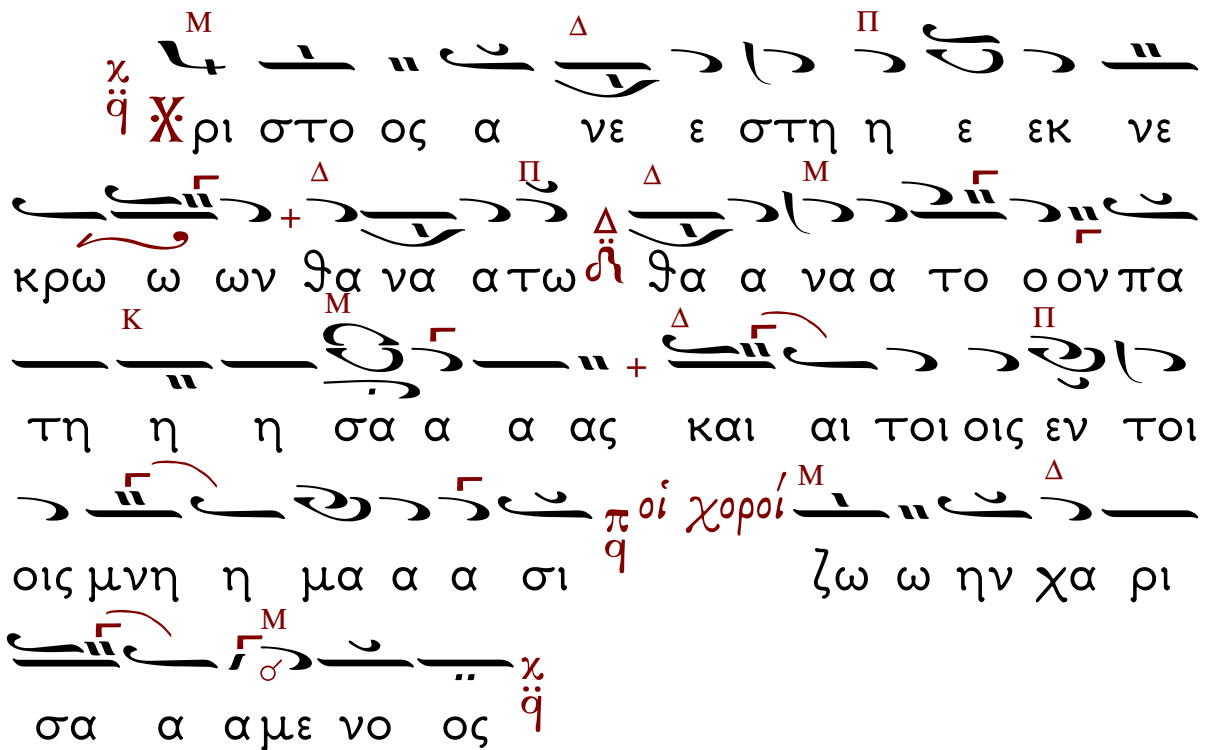 Μ Δ Π
Χρι στο ος α νε ε στη η ε εκ νε
Δ Π Δ Μ
κρω ω ων θα να α τω θα α να α το ο ον πα
Κ Μ Δ Π
τη η η σα α α ας και αι τοι οις εν τοι
οἱ χοροί Μ Δ
οις μνη η μα α α σι ζω ω ην χα ρι
Μ
σα α α με νο ος